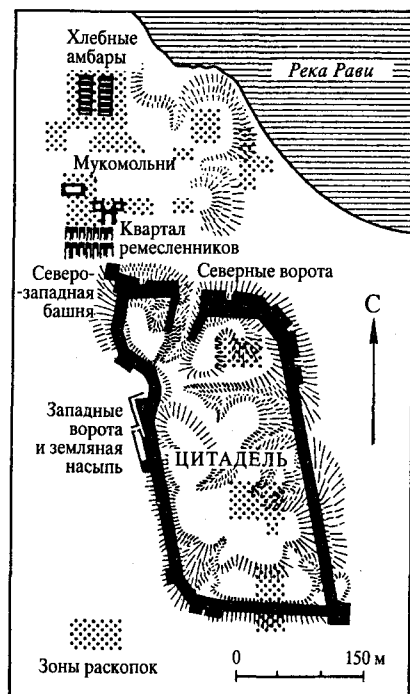 Хлебные
амбары
Река Рави
Мукомольни
Квартал
ремесленников
Северо-
-западная
башня
Северные ворота
С
Западные
ворота
и земляная
насыпь
ЦИТАДЕЛЬ
Зоны раскопок
0 150 м